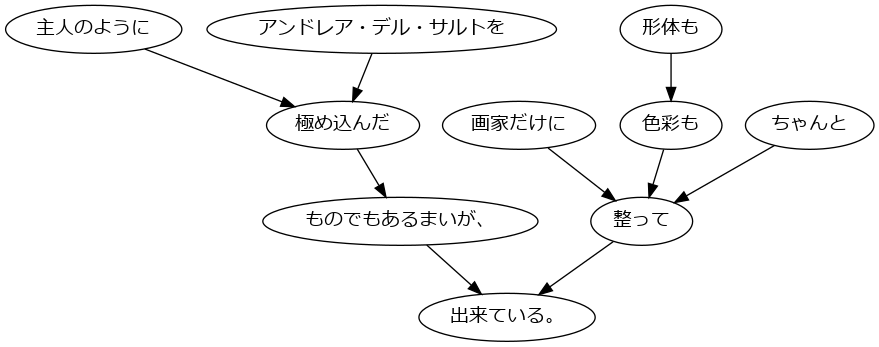 主人のように
アンドレア・デル・サルトを
形体も
極め込んだ
画家だけに
色彩も
ちゃんと
ものでもあるまいが、
整って
出来ている。